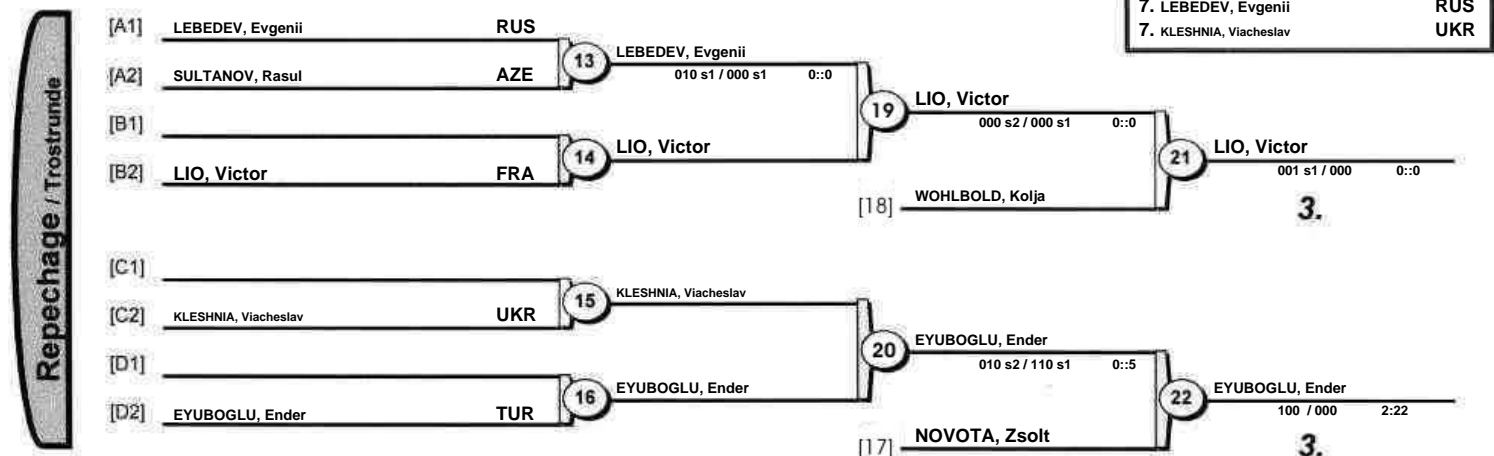 7. LEBEDEV, Evgenii RUS
7. KLESHNIA, Viacheslav UKR
Repechage / Trostrunde
[A1] LEBEDEV, Evgenii RUS
13 LEBEDEV, Evgenii
010 s1 / 000 s1 0::0
[A2] SULTANOV, Rasul AZE
19 LIO, Victor
000 s2 / 000 s1 0::0
[B1]
14 LIO, Victor
[B2] LIO, Victor FRA
21 LIO, Victor
001 s1 / 000 0::0
[18] WOHLBOLD, Kolja
3.
[C1]
15 KLESHNIA, Viacheslav
[C2] KLESHNIA, Viacheslav UKR
20 EYUBOGLU, Ender
010 s2 / 110 s1 0::5
[D1]
16 EYUBOGLU, Ender
[D2] EYUBOGLU, Ender TUR
22 EYUBOGLU, Ender
100 / 000 2:22
[17] NOVOTA, Zsolt
3.